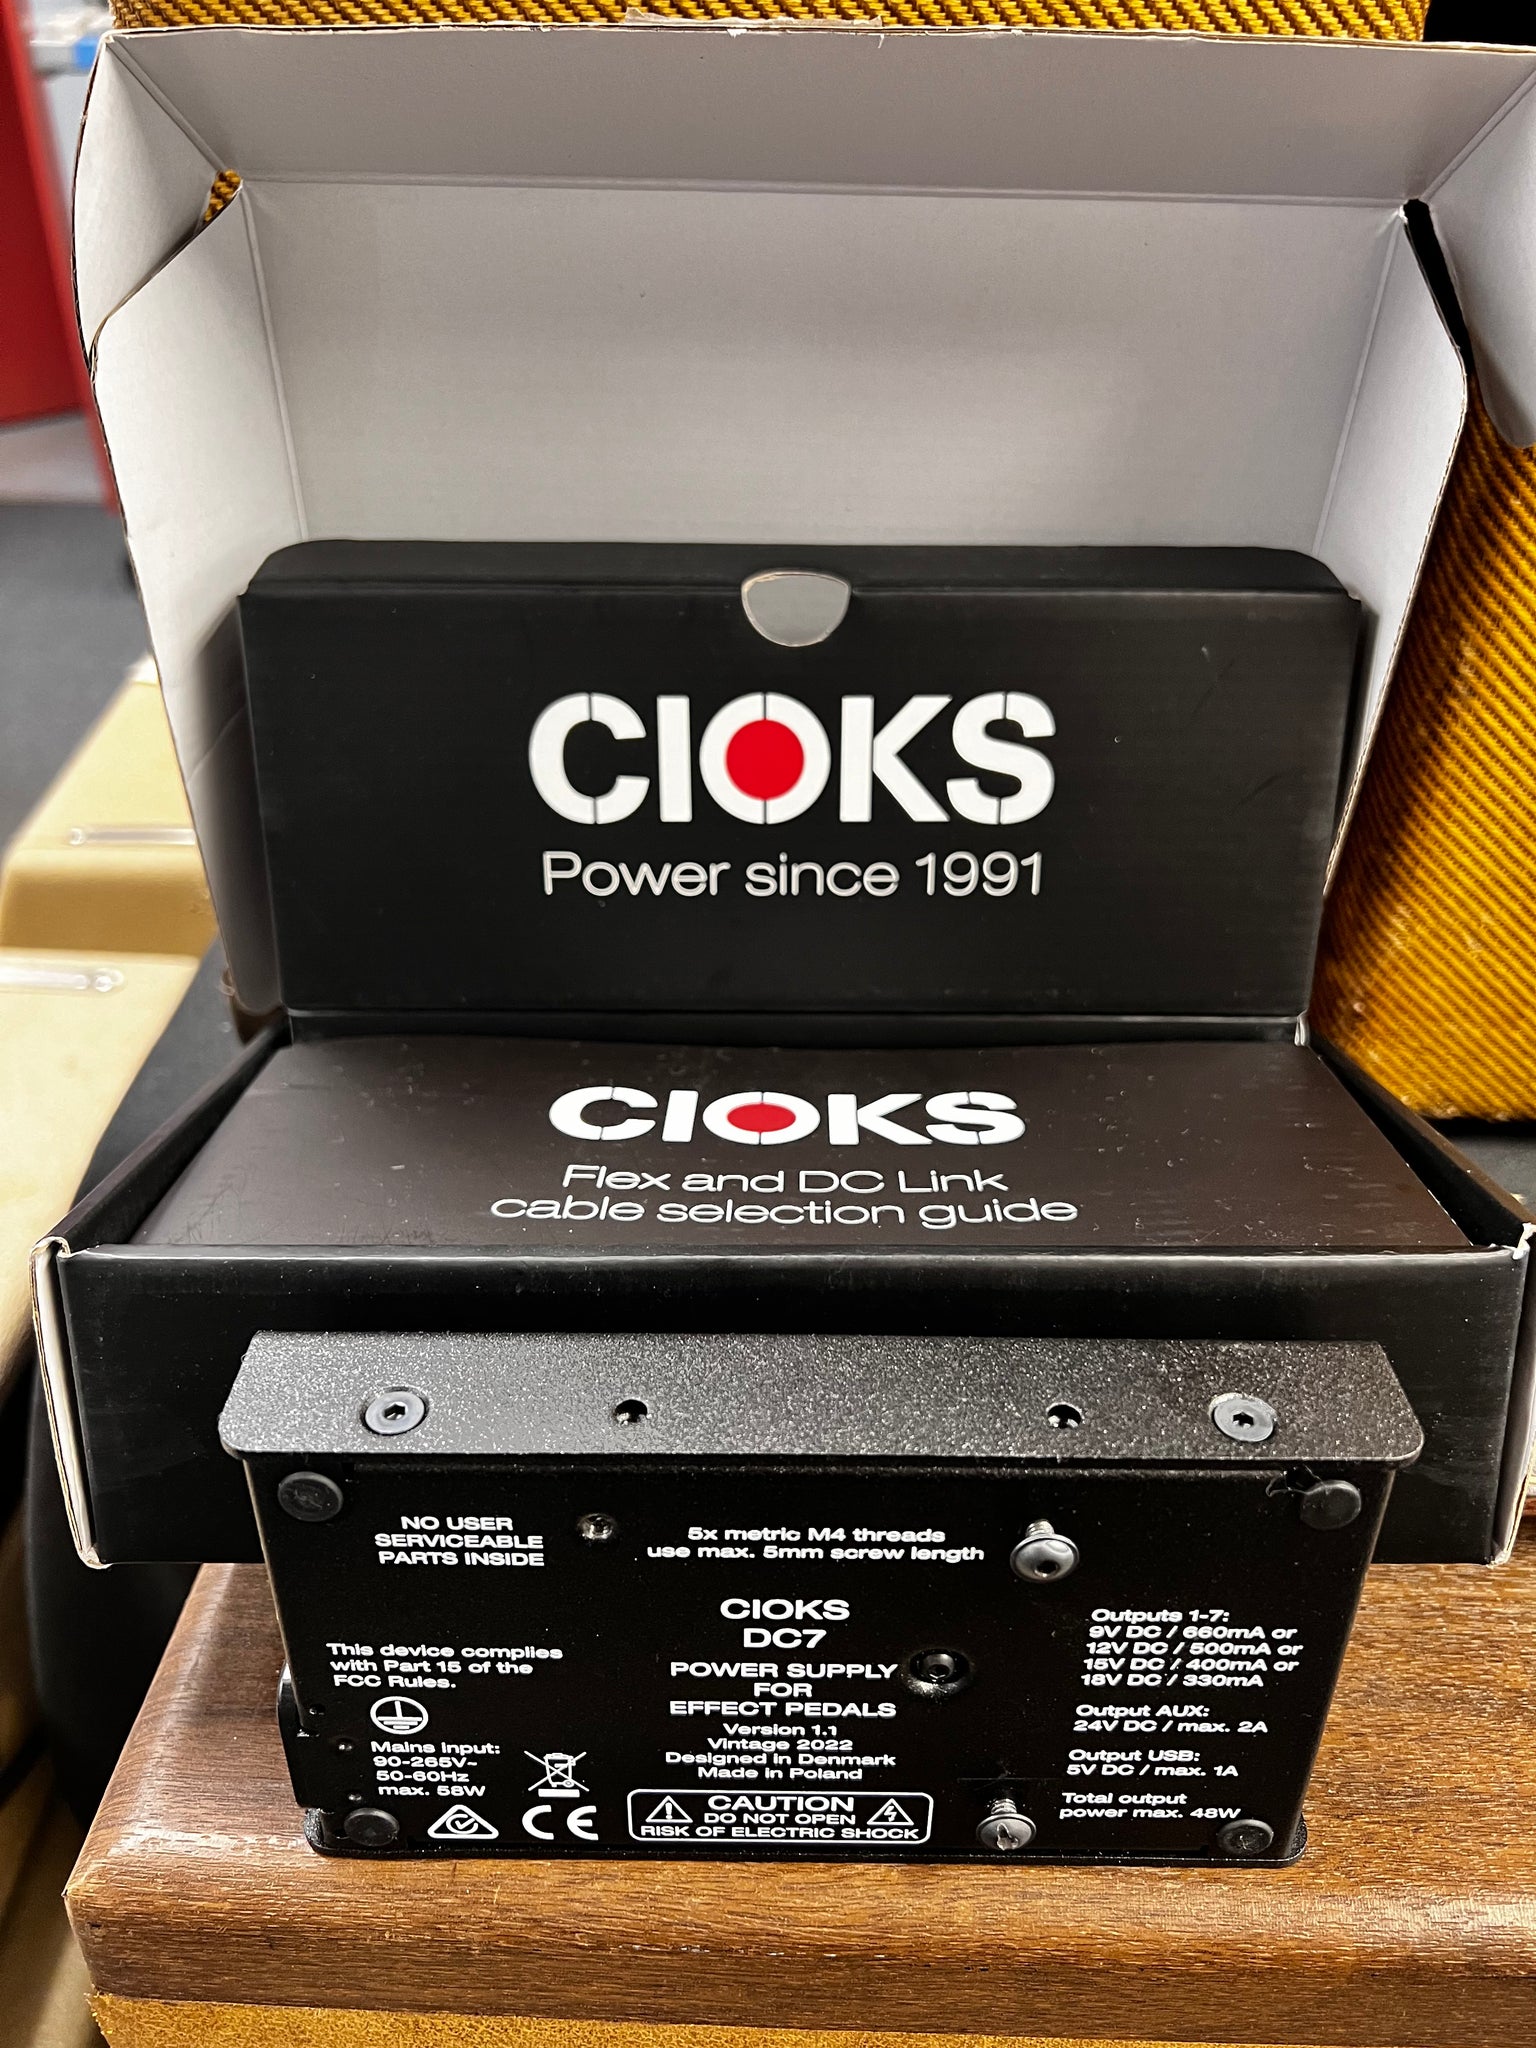 CIOKS
Power since 1991
CIOKS
Flex and DC Link
cable selection guide
NO USER
SERVICEABLE
PARTS INSIDE
5x metric M4 threads
use max. 5mm screw length
CIOKS
DC7
POWER SUPPLY
FOR
EFFECT PEDALS
Version 1.1
Vintage 2022
Designed in Denmark
Made in Poland
This device complies
with Part 15 of the
FCC Rules.
Mains input:
90-265V~
50-60Hz
max. 58W
CE
CAUTION
DO NOT OPEN
RISK OF ELECTRIC SHOCK
Outputs 1-7:
9V DC / 660mA or
12V DC / 500mA or
15V DC / 400mA or
18V DC / 330mA
Output AUX:
24V DC / max. 2A
Output USB:
5V DC / max. 1A
Total output
power max. 48W